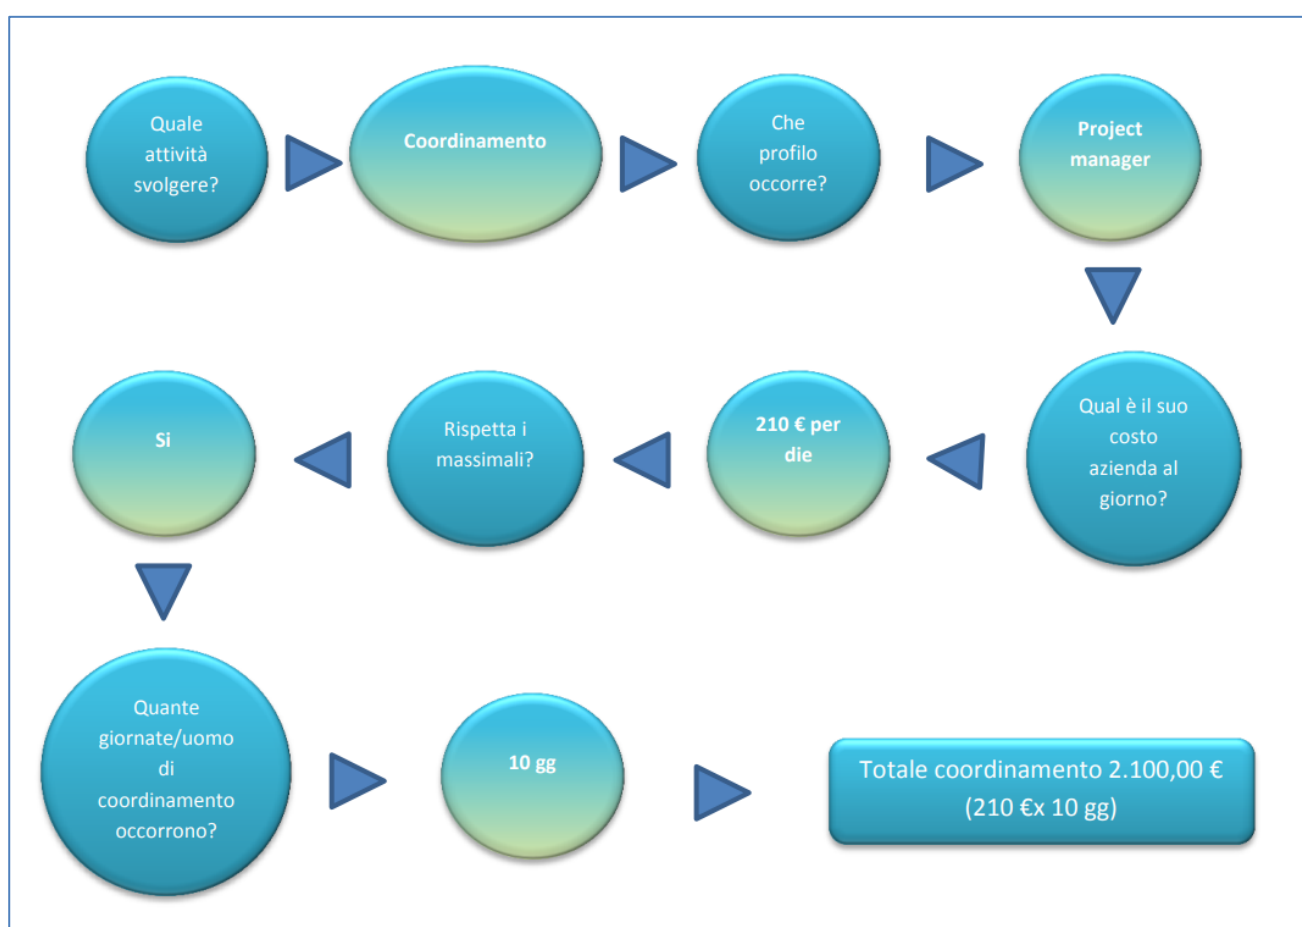 Quale
attività
svolgere?
Coordinamento
Che
profilo
occorre?
Project
manager
Qual è il suo
costo
azienda al
giorno?
210 € per
die
Rispetta i
massimali?
Si
Quante
giornate/uomo
di
coordinamento
occorrono?
10 gg
Totale coordinamento 2.100,00 €
(210 €x 10 gg)